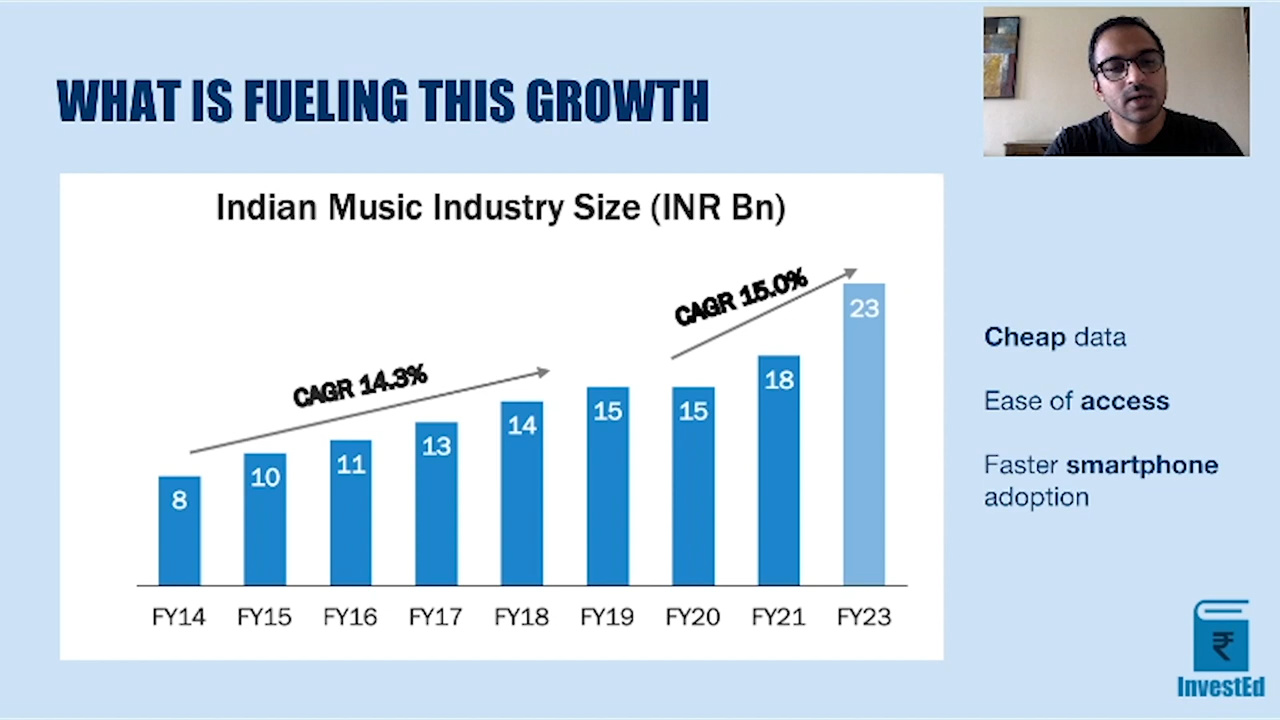 WHAT IS FUELING THIS GROWTH
Indian Music Industry Size (INR Bn)
CAGR 14.3%
CAGR 15.0%
8
10
11
13
14
15
15
18
23
FY14
FY15
FY16
FY17
FY18
FY19
FY20
FY21
FY23
Cheap data
Ease of access
Faster smartphone
adoption
₹
InvestEd